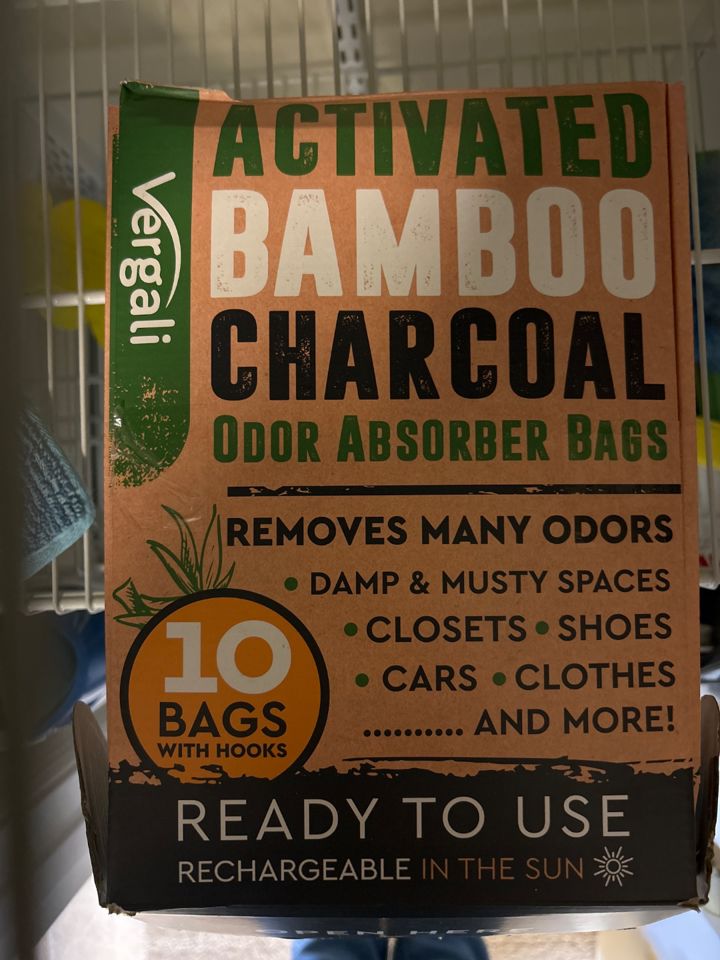 Vergali
ACTIVATED
BAMBOO
CHARCOAL
ODOR ABSORBER BAGS
REMOVES MANY ODORS
• DAMP & MUSTY SPACES
• CLOSETS • SHOES
• CARS • CLOTHES
.......... AND MORE!
10
BAGS
WITH HOOKS
READY TO USE
RECHARGEABLE IN THE SUN